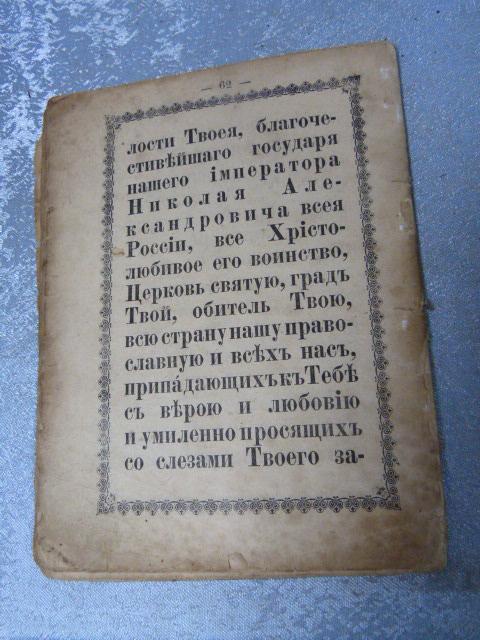 — 62 —
лости Твоея, благоче-
стивѣйшаго государя
нашего імператора
Николая Але-
ксандровича всея
Россіи, все Хрісто-
любивое его воинство,
Церковь святую, градъ
Твой, обитель Твою,
всю страну нашу право-
славную и всѣхъ насъ,
припа́дающихъ къ Тебѣ
съ вѣрою и любовію
и умиленно просящихъ
со слезами Твоего за-